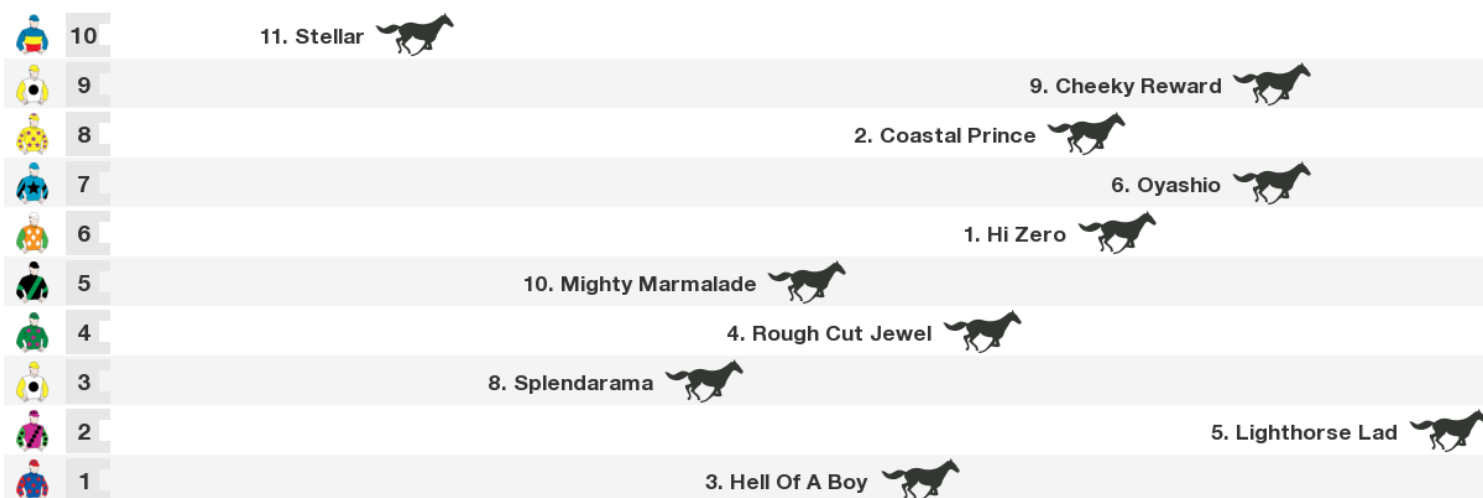 10 11. Stellar
9 9. Cheeky Reward
8 2. Coastal Prince
7 6. Oyashio
6 1. Hi Zero
5 10. Mighty Marmalade
4 4. Rough Cut Jewel
3 8. Splendarama
2 5. Lighthorse Lad
1 3. Hell Of A Boy